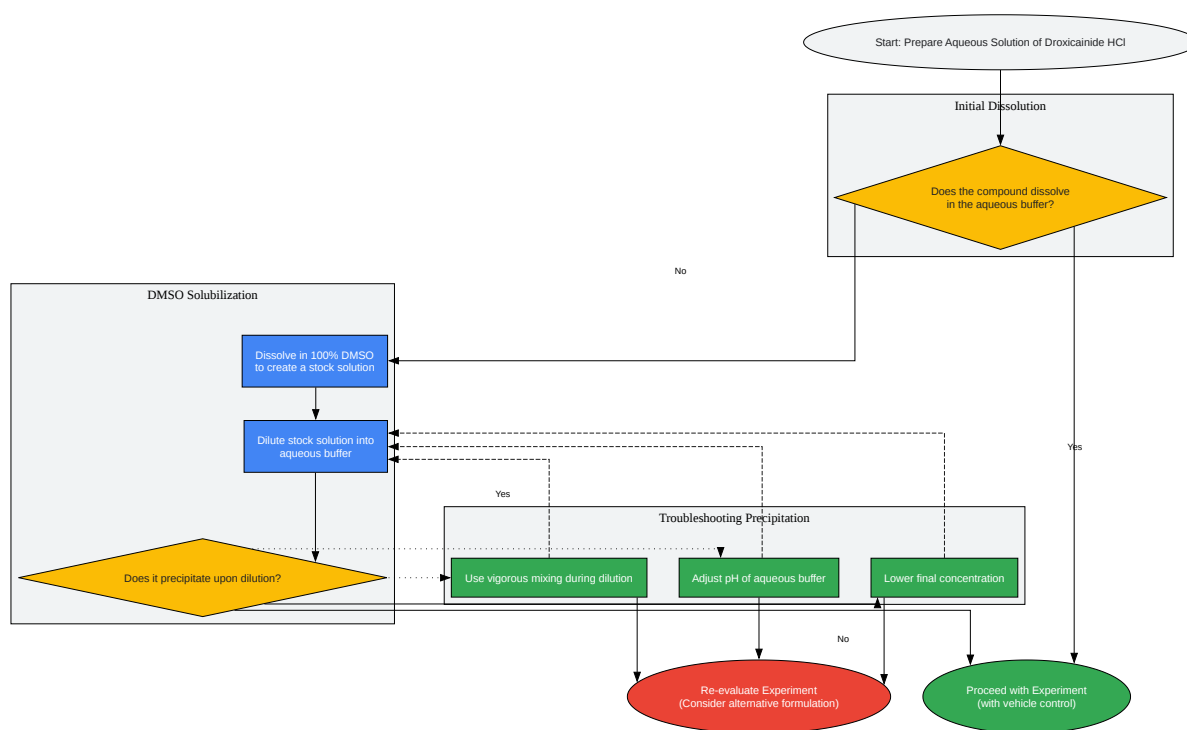 Start: Prepare Aqueous Solution of Droxicainide HCl
Initial Dissolution
Does the compound dissolve
in the aqueous buffer?
No
DMSO Solubilization
Dissolve in 100% DMSO
to create a stock solution
Dilute stock solution into
aqueous buffer
Yes
Yes
Troubleshooting Precipitation
Does it precipitate upon dilution?
Use vigorous mixing during dilution
Adjust pH of aqueous buffer
Lower final concentration
No
Re-evaluate Experiment
(Consider alternative formulation)
Proceed with Experiment
(with vehicle control)